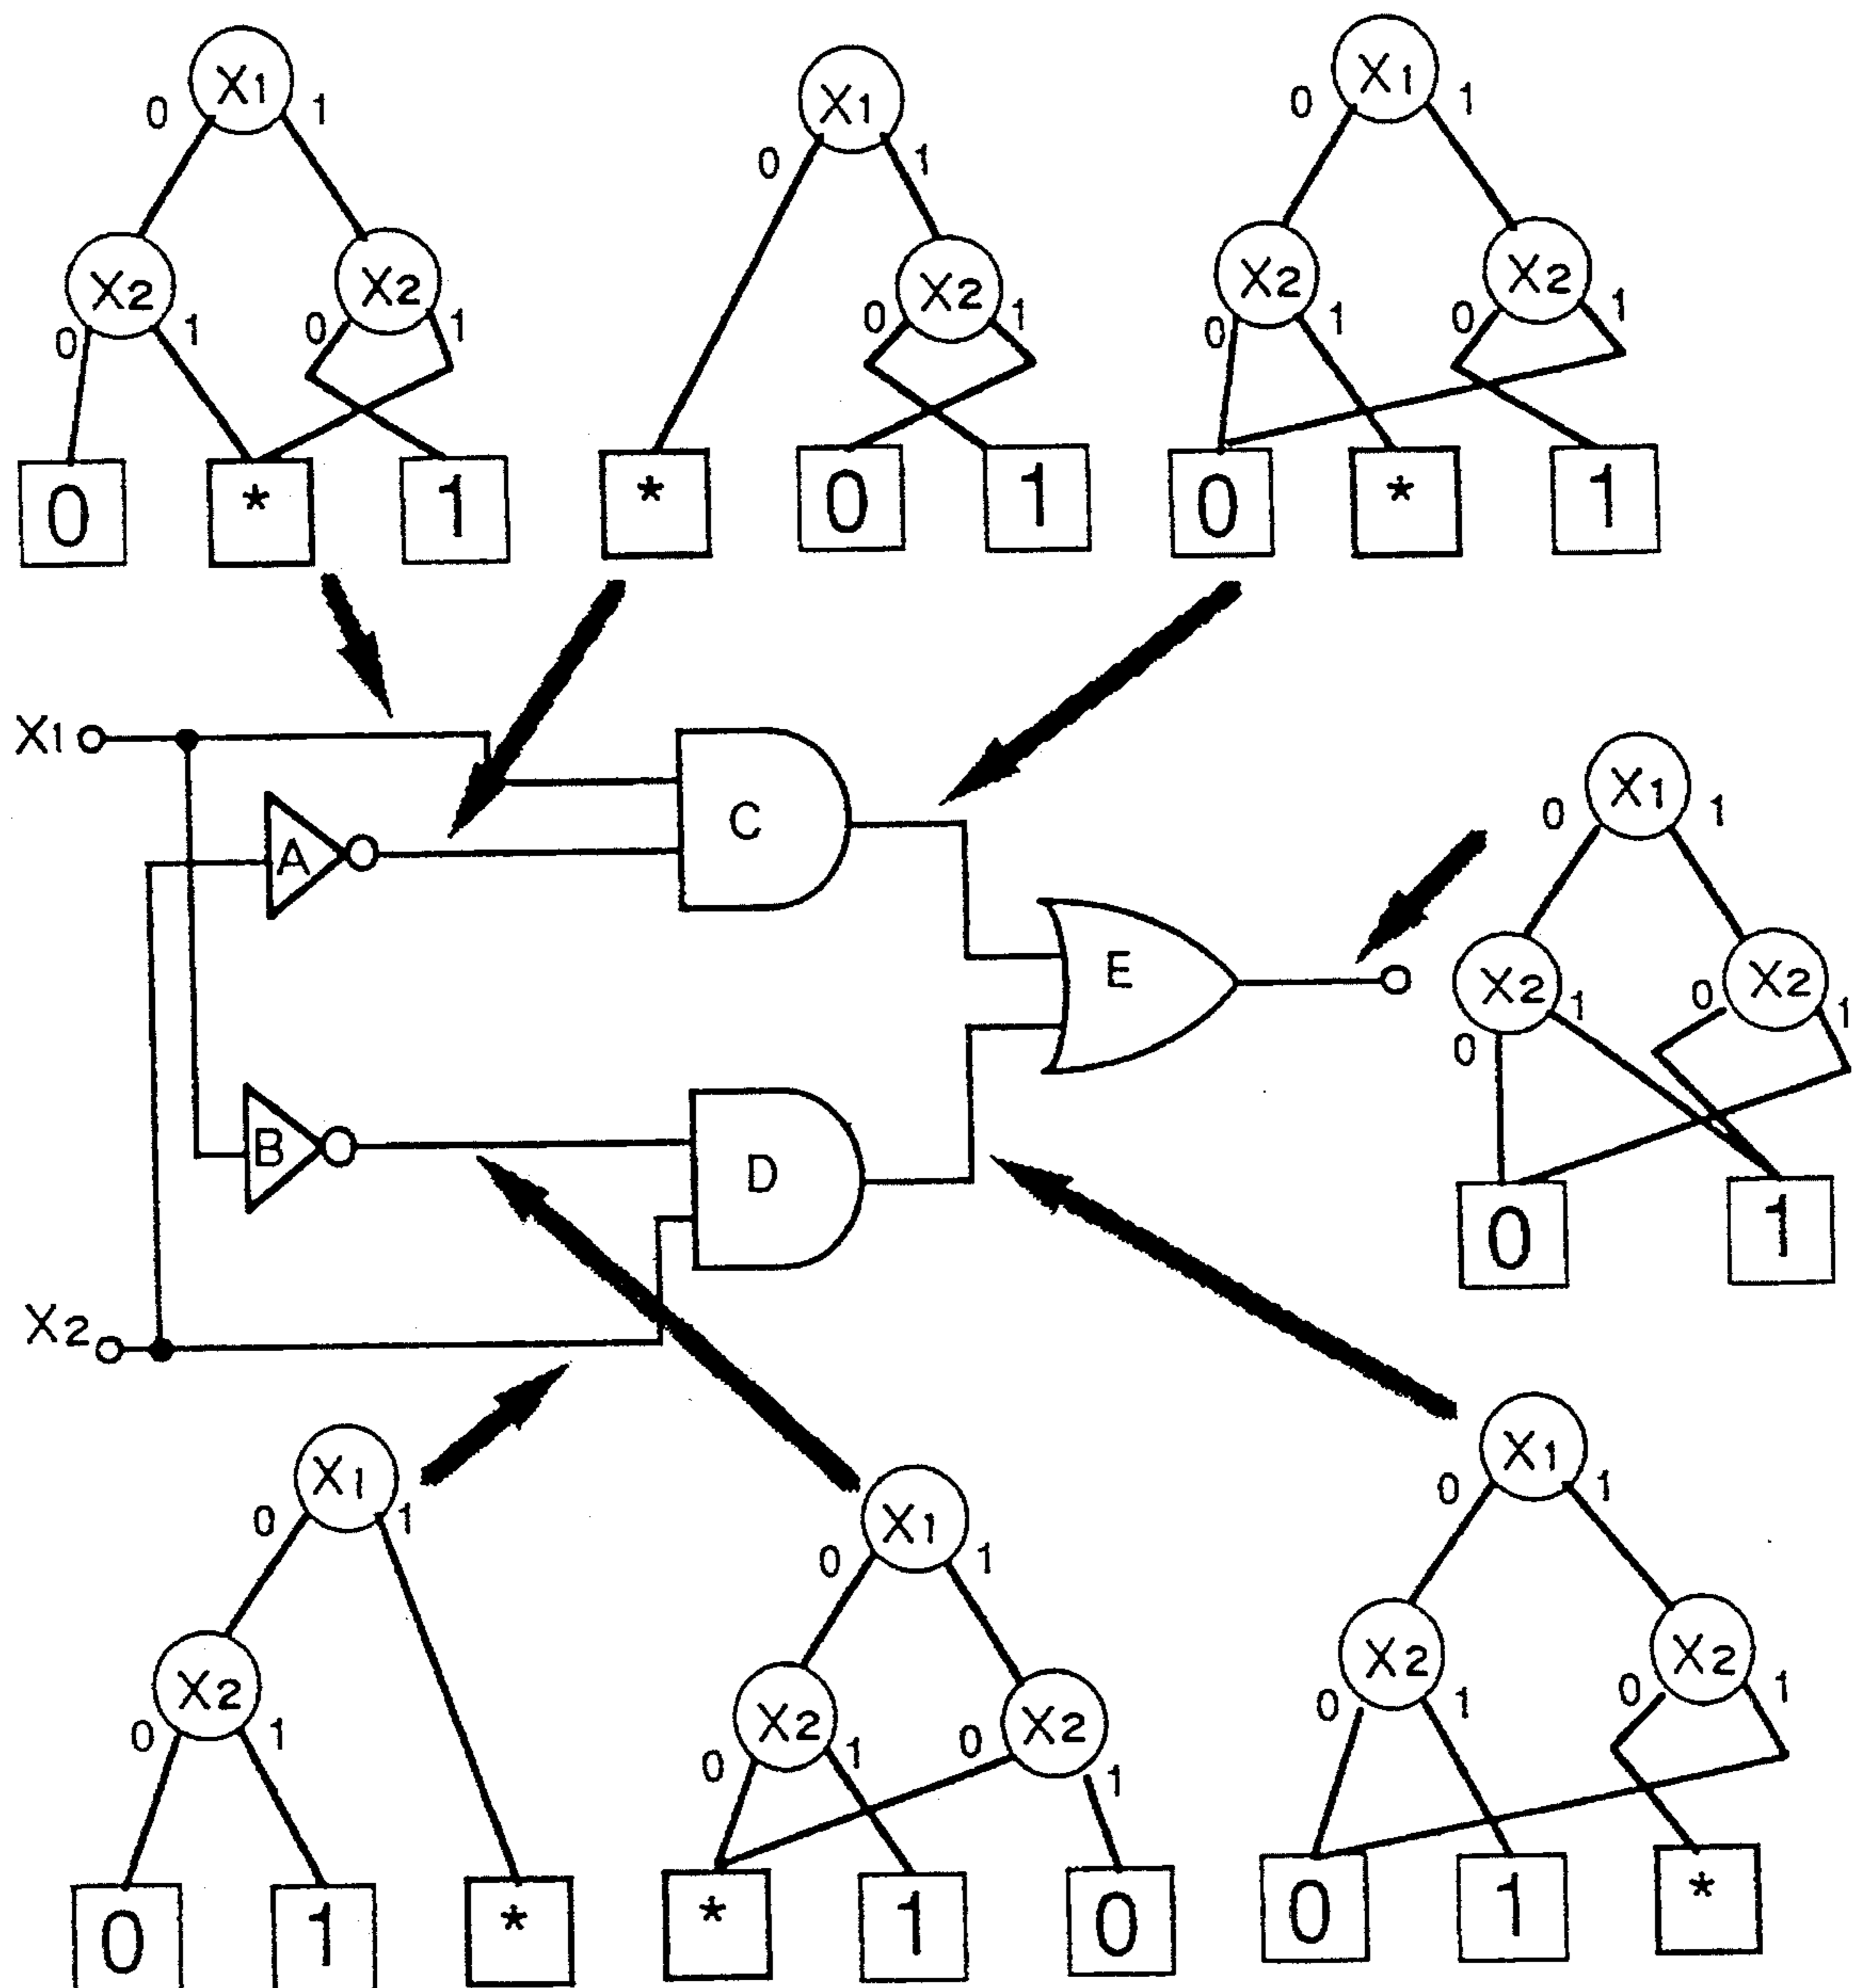 X1 X1 X1
0 1 0 1 0 1
X2 X2 X2 X2 X2
0 1 0 1 0 1 0 1 0 1
0 * 1 * 0 1 0 * 1
X1 C X1
A 0 1
E X2 X2
0 1 0 1
B D
0 1
X2
X1 X1 X1
0 1 0 1 0 1
X2 X2 X2 X2 X2
0 1 0 1 0 1 0 1 0 1
0 1 * * 1 0 0 1 *